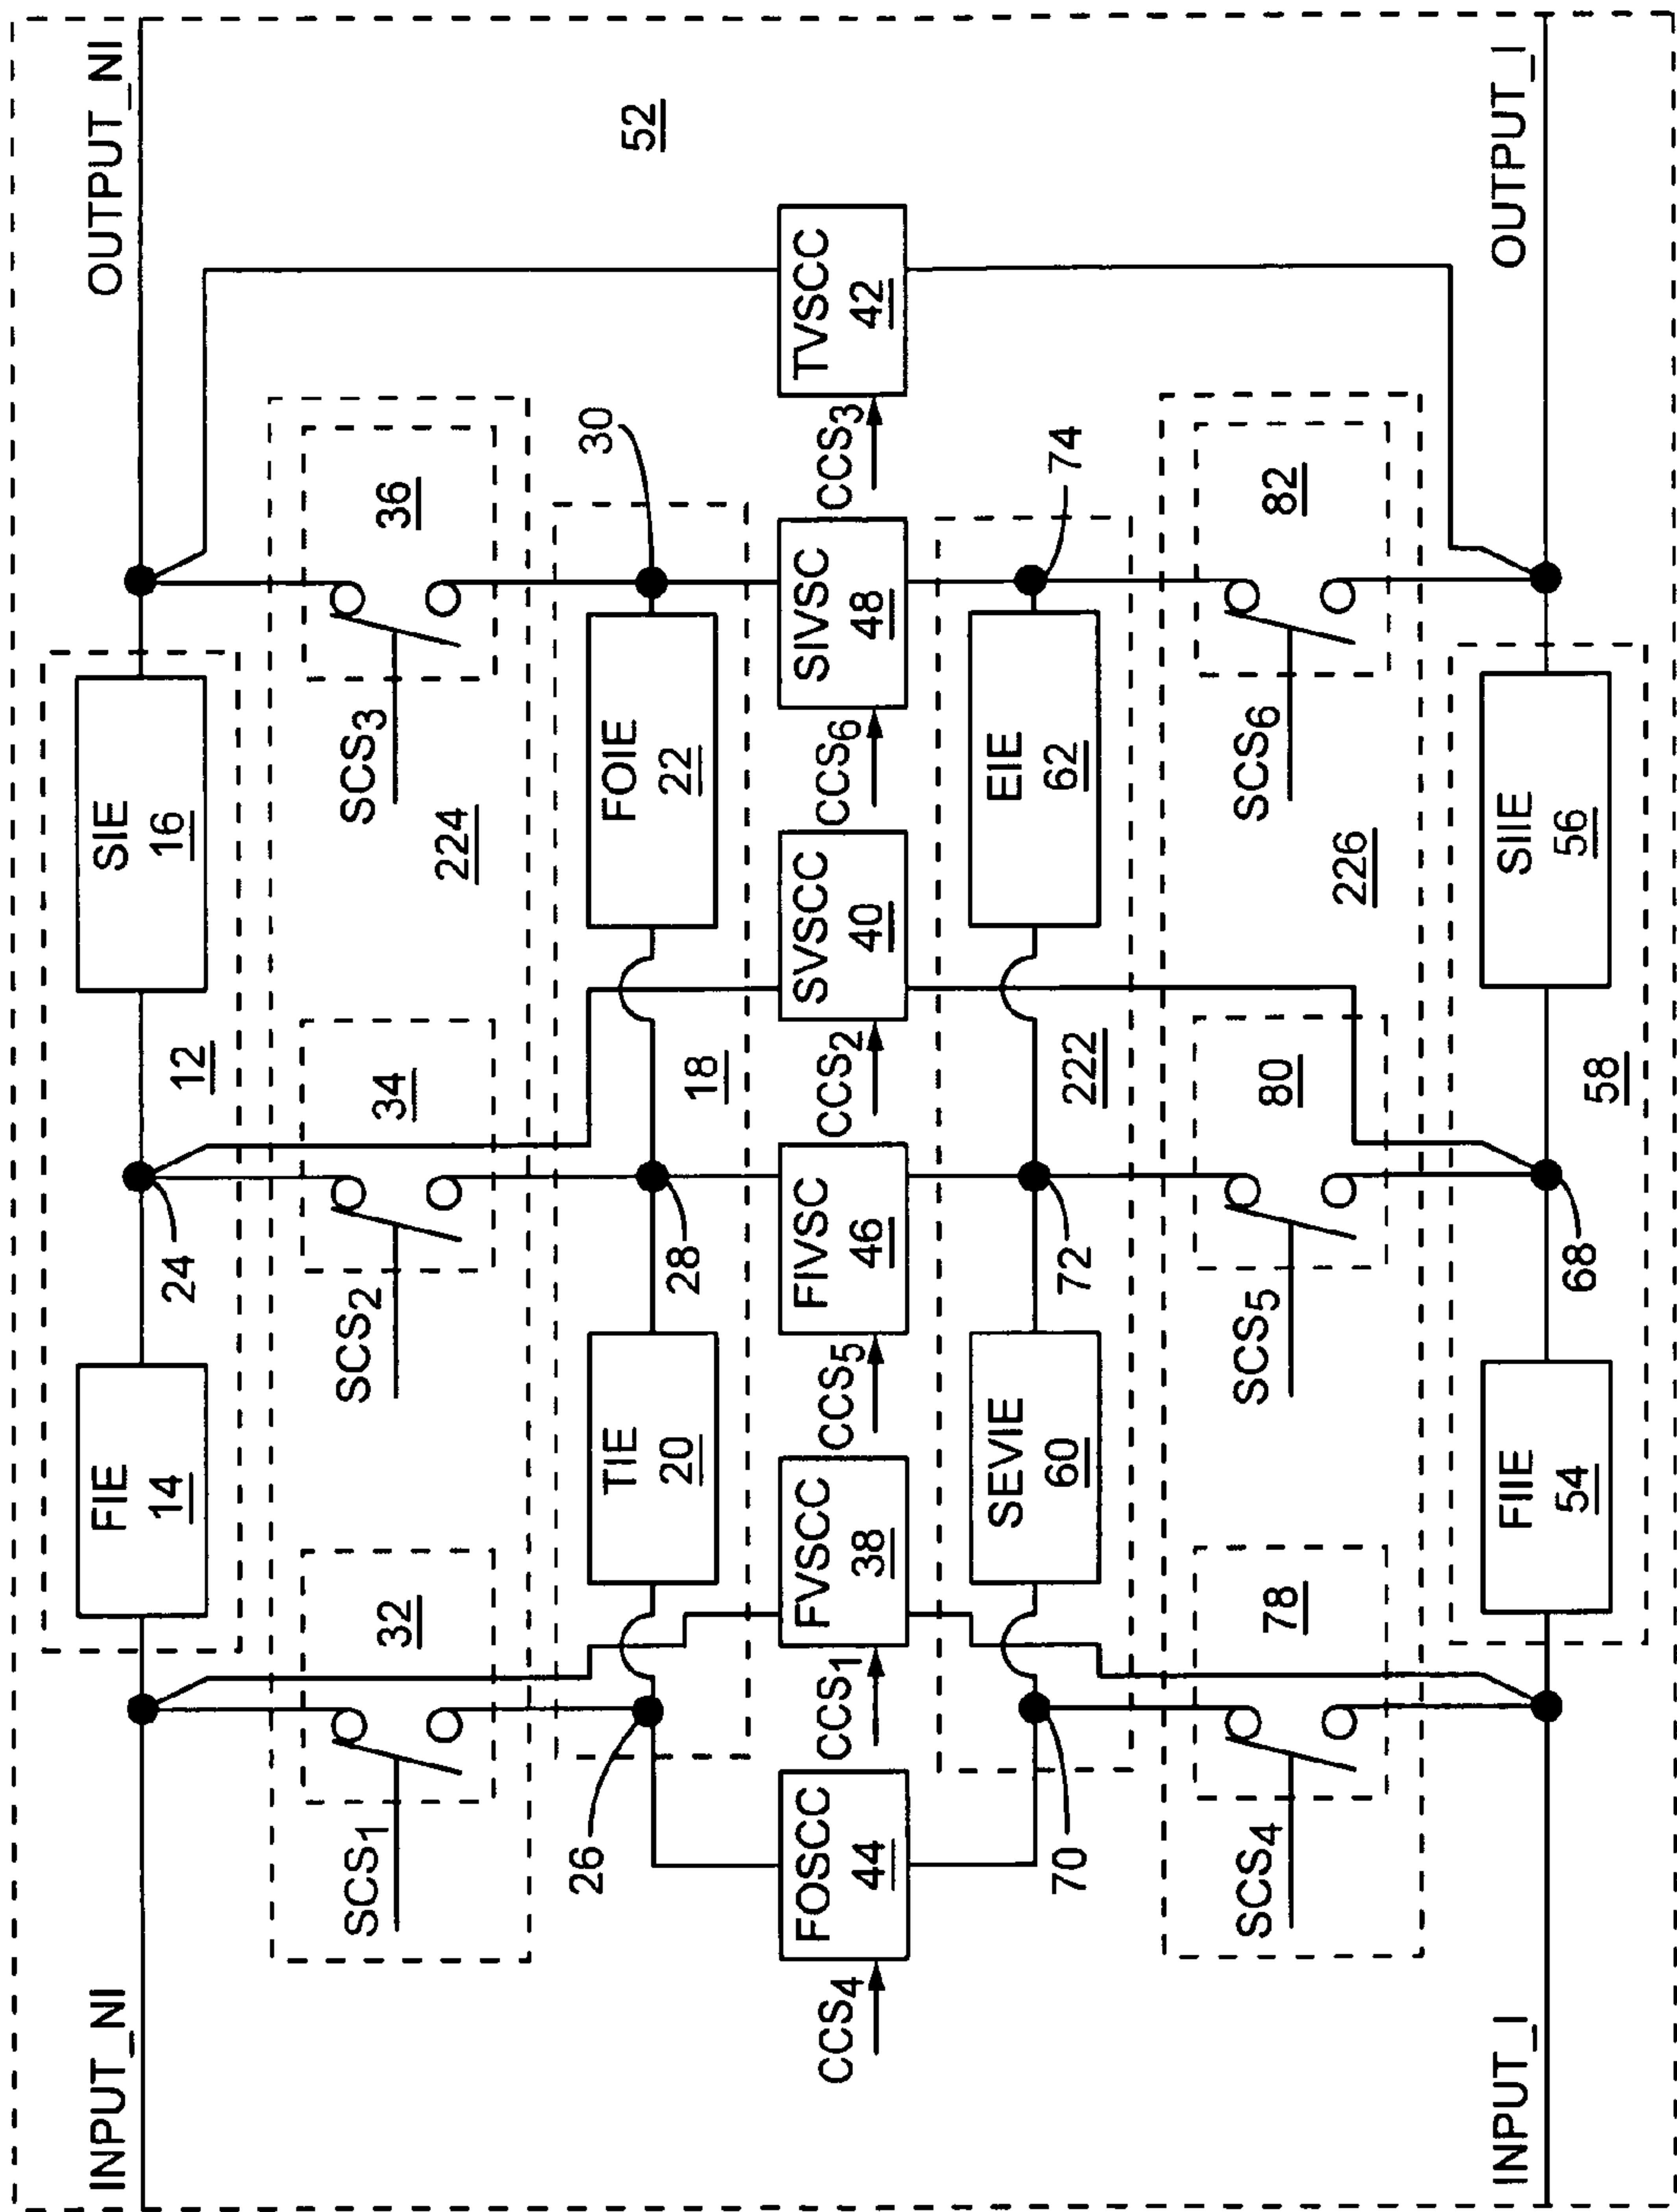 INPUT_NI
OUTPUT_NI
FIE
14
SIE
16
12
24
32
34
36
SCS1
SCS2
SCS3
224
26
28
30
TIE
20
FOIE
22
18
52
FOSCC
44
FVSCC
38
FIVSC
46
SVSCC
40
SIVSC
48
TVSCC
42
CCS4
CCS1
CCS5
CCS2
CCS6
CCS3
70
72
74
SEVIE
60
EIE
62
222
78
80
82
SCS4
SCS5
SCS6
226
FIIE
54
SIIE
56
58
68
INPUT_I
OUTPUT_I